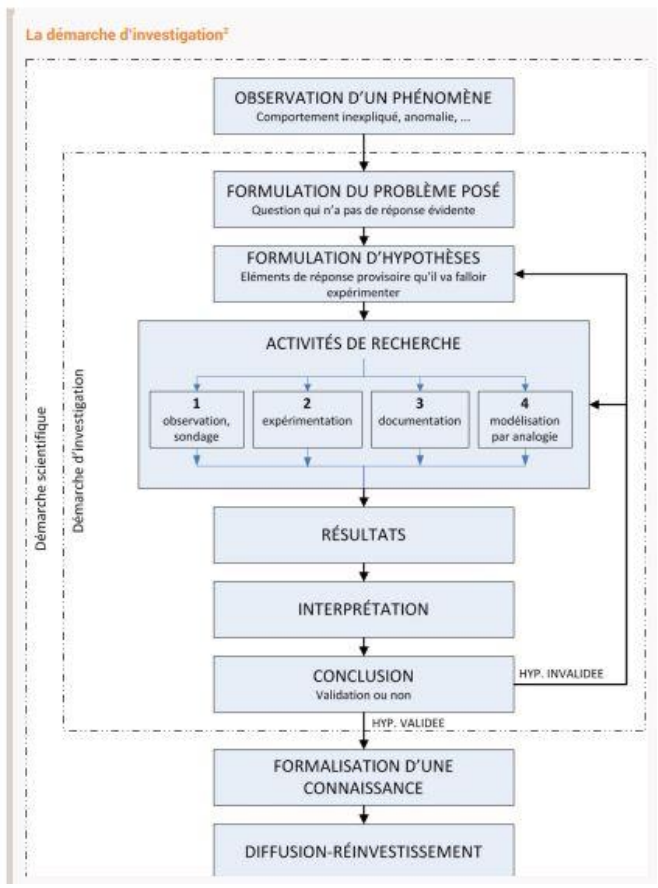 La démarche d'investigation²
OBSERVATION D'UN PHÉNOMÈNE
Comportement inexpliqué, anomalie, ...
FORMULATION DU PROBLÈME POSÉ
Question qui n'a pas de réponse évidente
FORMULATION D'HYPOTHÈSES
Eléments de réponse provisoire qu'il va falloir
expérimenter
ACTIVITÉS DE RECHERCHE
1
observation,
sondage
2
expérimentation
3
documentation
4
modélisation
par analogie
Démarche scientifique
Démarche d'investigation
RÉSULTATS
INTERPRÉTATION
CONCLUSION
Validation ou non
HYP. INVALIDEE
HYP. VALIDEE
FORMALISATION D'UNE
CONNAISSANCE
DIFFUSION-RÉINVESTISSEMENT